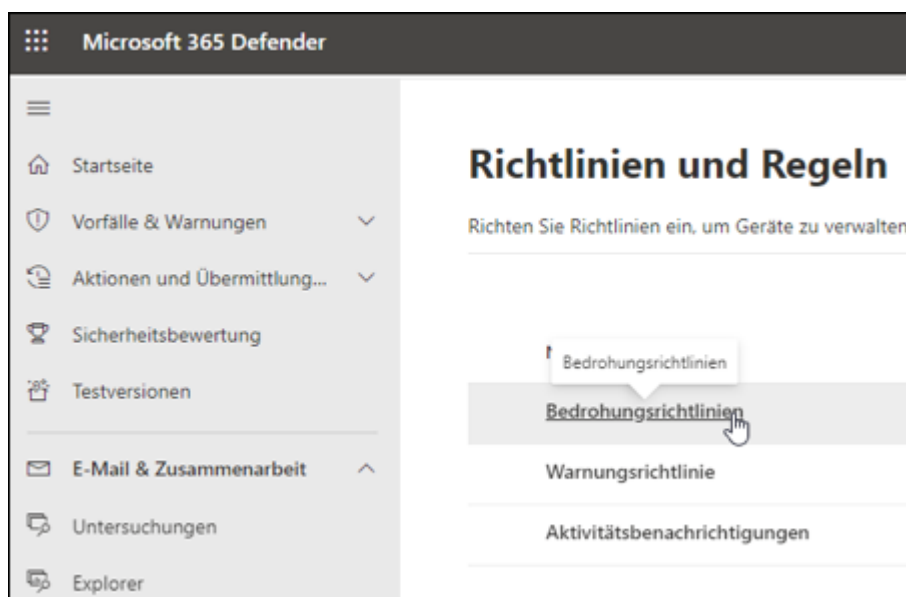 Microsoft 365 Defender
Startseite
Vorfälle & Warnungen
Aktionen und Übermittlung...
Sicherheitsbewertung
Testversionen
E-Mail & Zusammenarbeit
Untersuchungen
Explorer
Richtlinien und Regeln
Richten Sie Richtlinien ein, um Geräte zu verwalten
Bedrohungsrichtlinien
Bedrohungsrichtlinien
Warnungsrichtlinie
Aktivitätsbenachrichtigungen